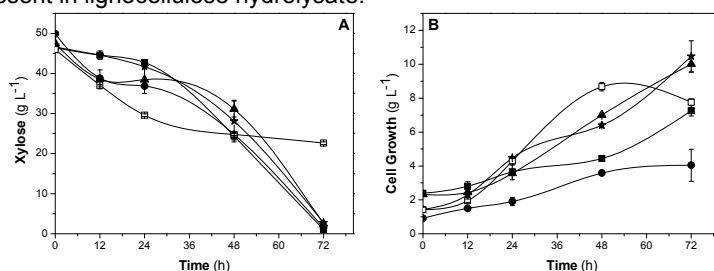 sent in lignocellulose hydrolysate.
A
50
40
30
20
10
0
Xylose (g L⁻¹)
0 12 24 36 48 60 72
Time (h)
B
12
10
8
6
4
2
0
Cell Growth (g L⁻¹)
0 12 24 36 48 60 72
Time (h)